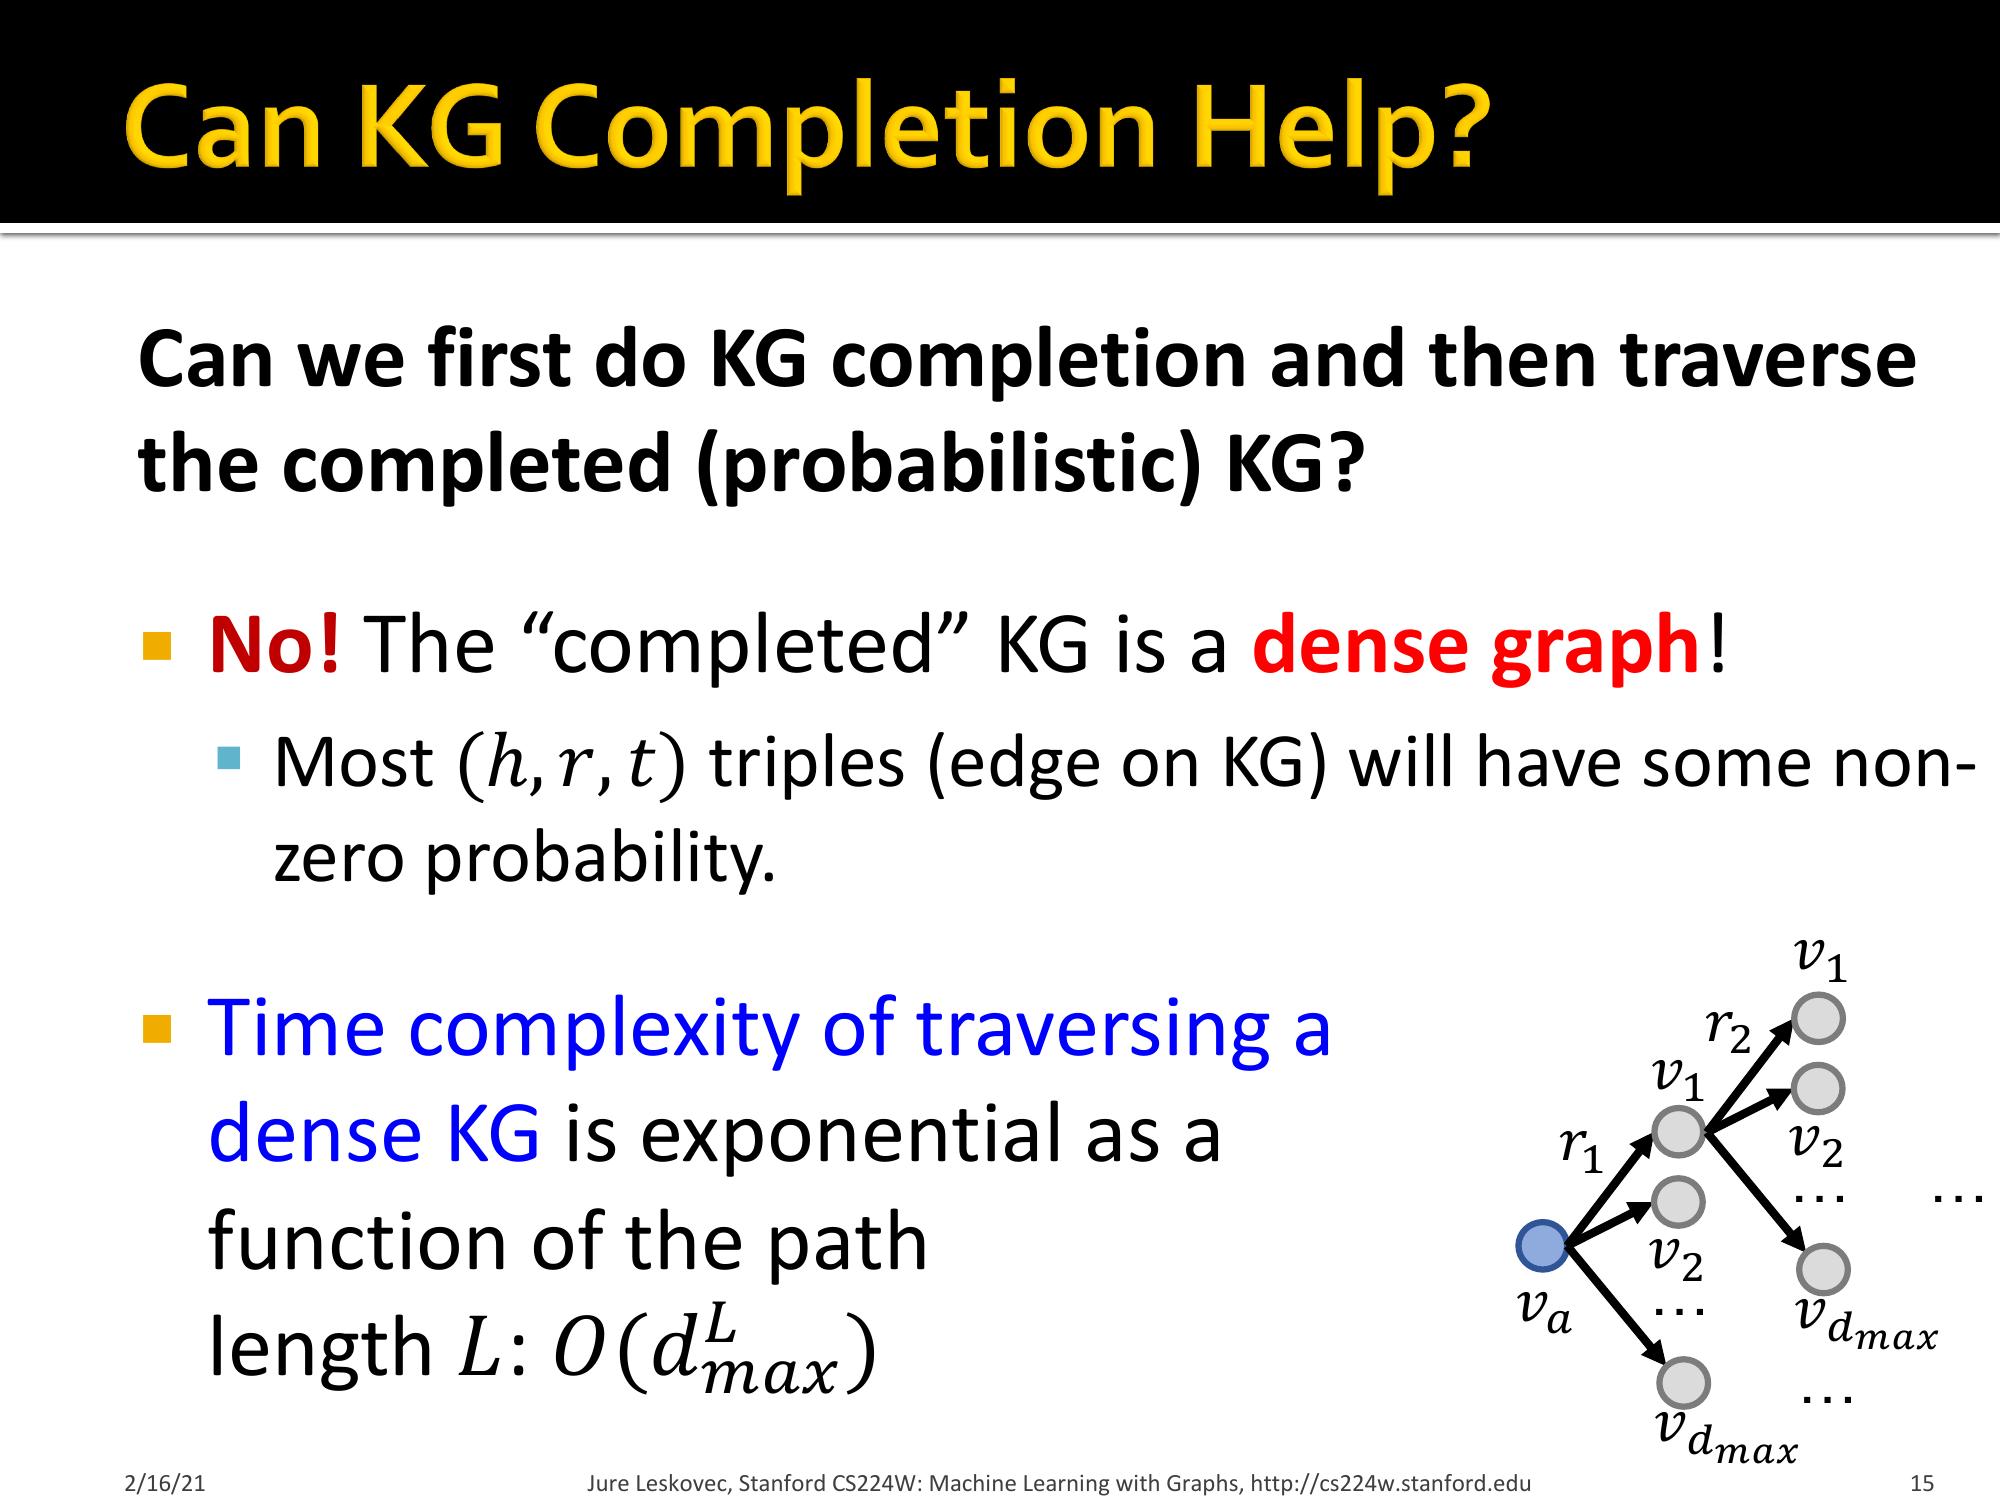 Can KG Completion Help?
Can we first do KG completion and then traverse
the completed (probabilistic) KG?
No! The “completed” KG is a dense graph!
Most (h, r, t) triples (edge on KG) will have some non-
zero probability.
Time complexity of traversing a
dense KG is exponential as a
function of the path
length L: O(d_{max}^{L})
v_1
r_2
v_1
r_1
v_2
v_2
… …
v_a
…
v_{d_{max}}
…
v_{d_{max}}
2/16/21
Jure Leskovec, Stanford CS224W: Machine Learning with Graphs, http://cs224w.stanford.edu
15